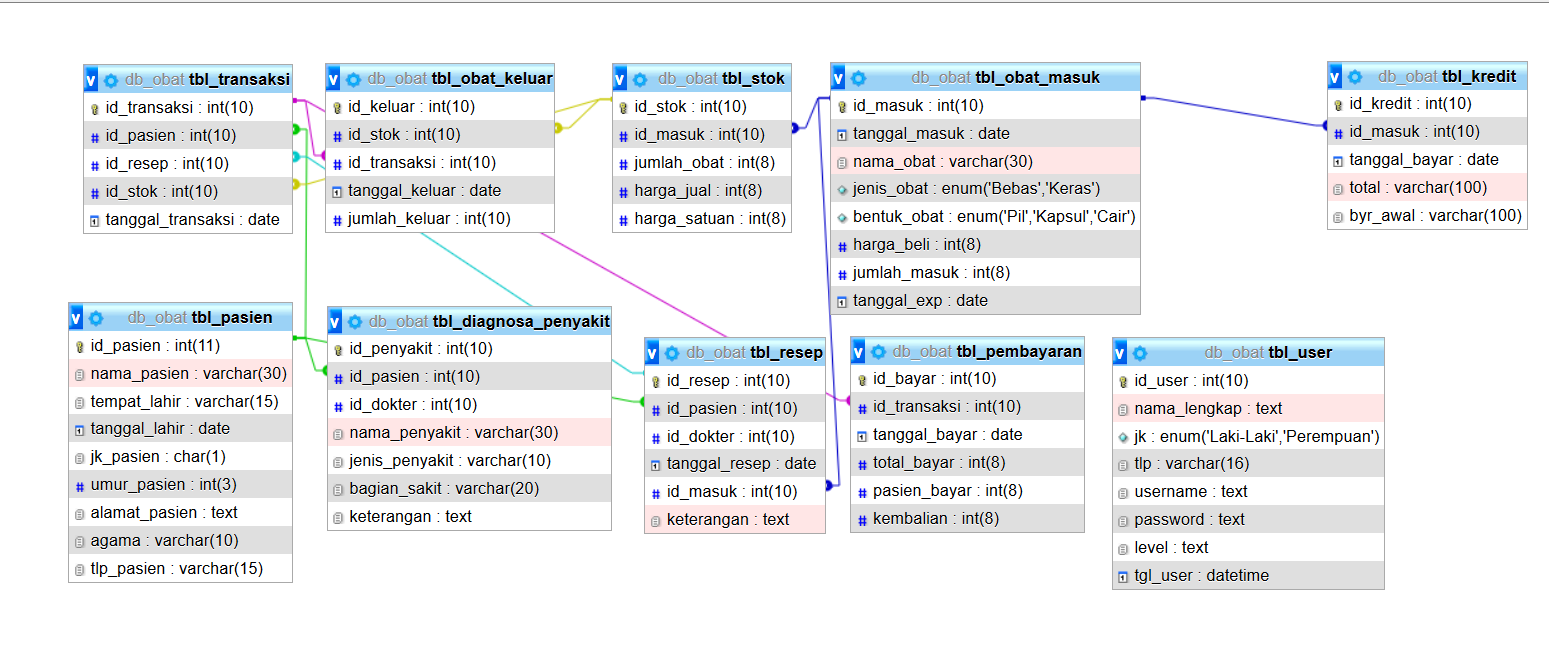 db_obat tbl_transaksi
id_transaksi : int(10)
id_pasien : int(10)
id_resep : int(10)
id_stok : int(10)
tanggal_transaksi : date
db_obat tbl_obat_keluar
id_keluar : int(10)
id_stok : int(10)
id_transaksi : int(10)
tanggal_keluar : date
jumlah_keluar : int(10)
db_obat tbl_stok
id_stok : int(10)
id_masuk : int(10)
jumlah_obat : int(8)
harga_jual : int(8)
harga_satuan : int(8)
db_obat tbl_obat_masuk
id_masuk : int(10)
tanggal_masuk : date
nama_obat : varchar(30)
jenis_obat : enum('Bebas','Keras')
bentuk_obat : enum('Pil','Kapsul','Cair')
harga_beli : int(8)
jumlah_masuk : int(8)
tanggal_exp : date
db_obat tbl_kredit
id_kredit : int(10)
id_masuk : int(10)
tanggal_bayar : date
total : varchar(100)
byr_awal : varchar(100)
db_obat tbl_pasien
id_pasien : int(11)
nama_pasien : varchar(30)
tempat_lahir : varchar(15)
tanggal_lahir : date
jk_pasien : char(1)
umur_pasien : int(3)
alamat_pasien : text
agama : varchar(10)
tlp_pasien : varchar(15)
db_obat tbl_diagnosa_penyakit
id_penyakit : int(10)
id_pasien : int(10)
id_dokter : int(10)
nama_penyakit : varchar(30)
jenis_penyakit : varchar(10)
bagian_sakit : varchar(20)
keterangan : text
db_obat tbl_resep
id_resep : int(10)
id_pasien : int(10)
id_dokter : int(10)
tanggal_resep : date
id_masuk : int(10)
keterangan : text
db_obat tbl_pembayaran
id_bayar : int(10)
id_transaksi : int(10)
tanggal_bayar : date
total_bayar : int(8)
pasien_bayar : int(8)
kembalian : int(8)
db_obat tbl_user
id_user : int(10)
nama_lengkap : text
jk : enum('Laki-Laki','Perempuan')
tlp : varchar(16)
username : text
password : text
level : text
tgl_user : datetime